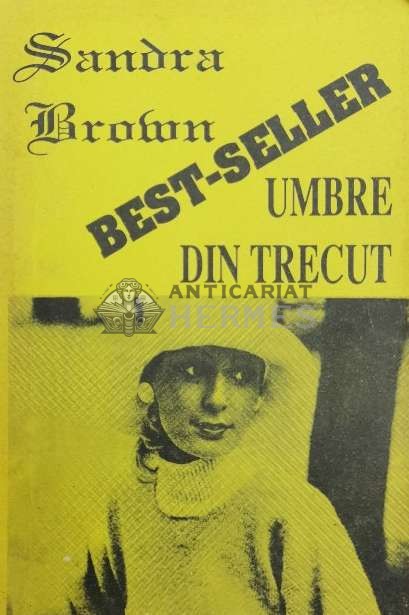 Sandra
Brown
BEST-SELLER
UMBRE
DIN TRECUT
ANTICARIAT
HERMES